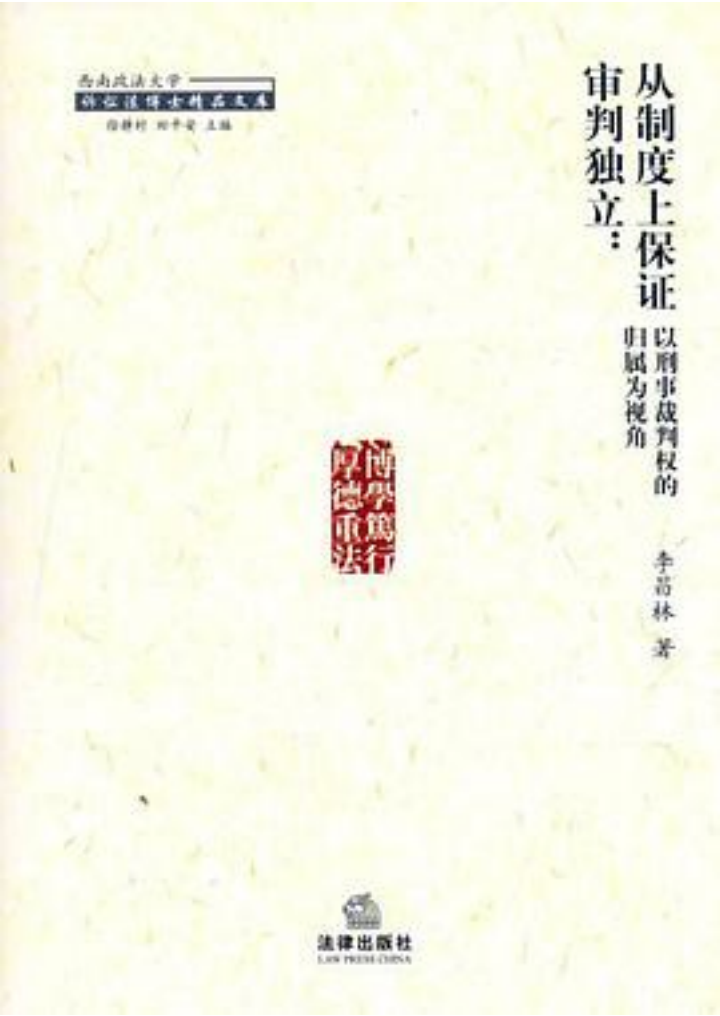 西南政法大学
诉讼法博士精品文库
徐静村 田平安 主编
从制度上保证
审判独立：
以刑事裁判权的
归属为视角
李昌林 著
博學篤行
厚德重法
法律出版社
LAW PRESS·CHINA